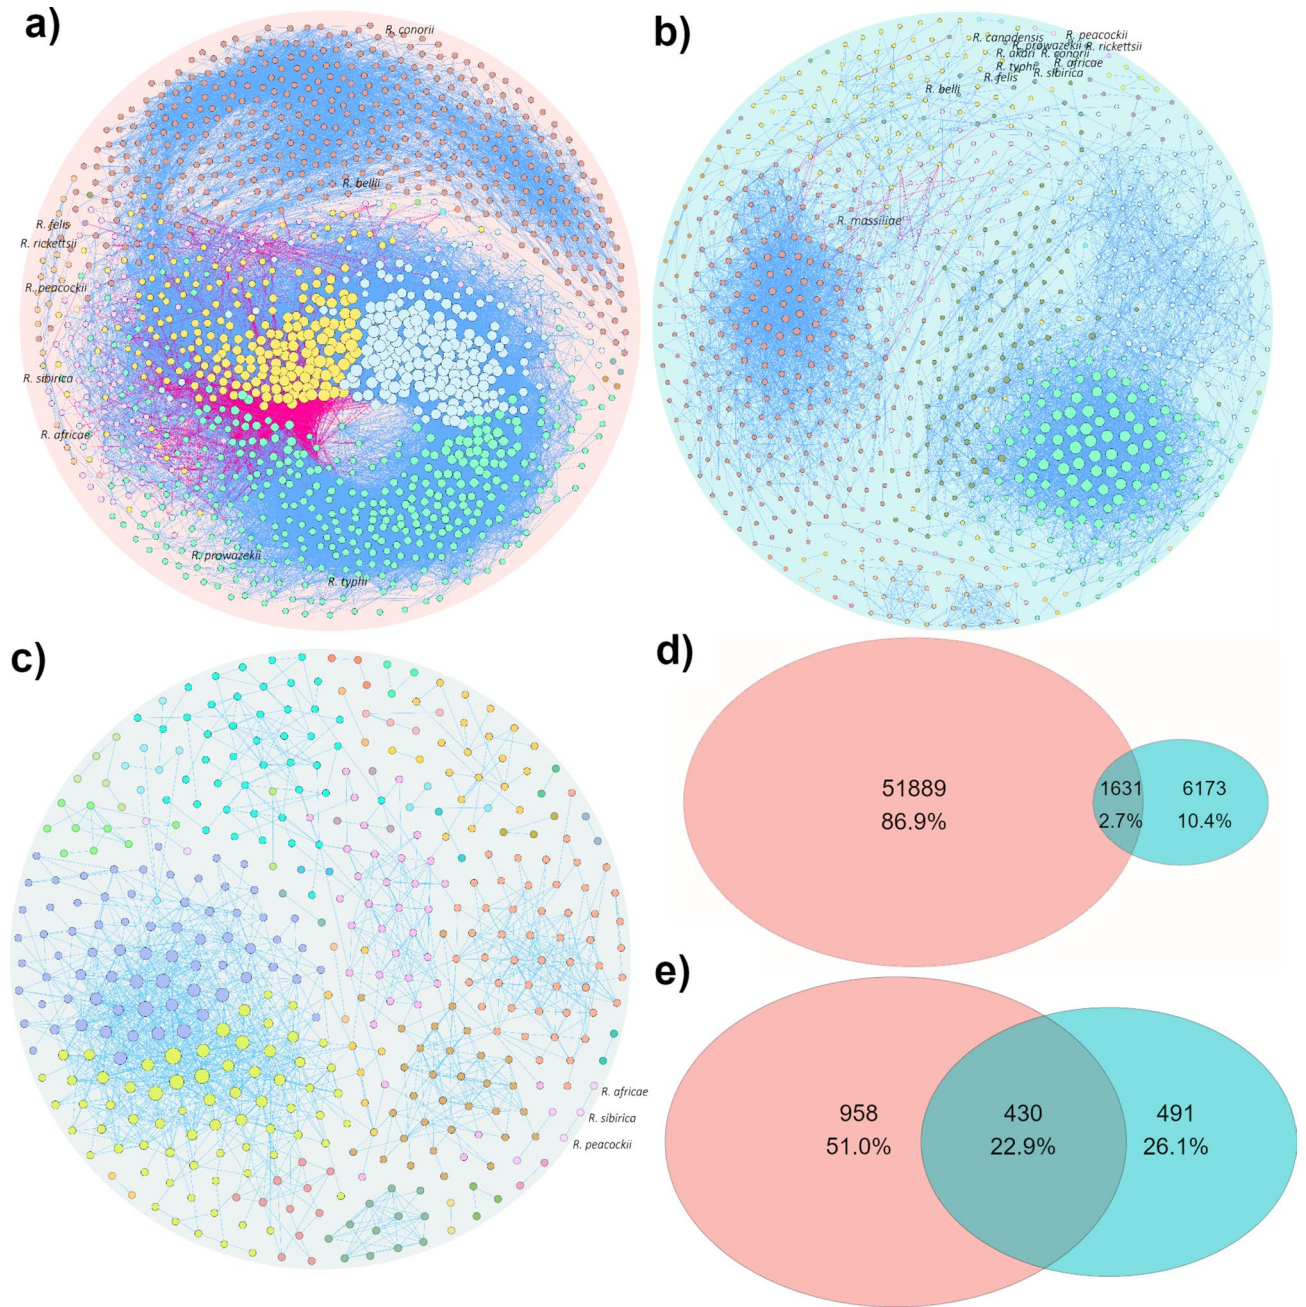 a)
R. conorii
R. bellii
R. felis
R. rickettsii
R. peacockii
R. sibirica
R. africae
R. prowazekii
R. typhi
b)
R. canadensis
R. peacockii
R. prowazekii
R. rickettsii
R. akari
R. conorii
R. africae
R. typhi
R. sibirica
R. felis
R. belli
R. massiliae
c)
R. africae
R. sibirica
R. peacockii
d)
51889
86.9%
1631
2.7%
6173
10.4%
e)
958
51.0%
430
22.9%
491
26.1%